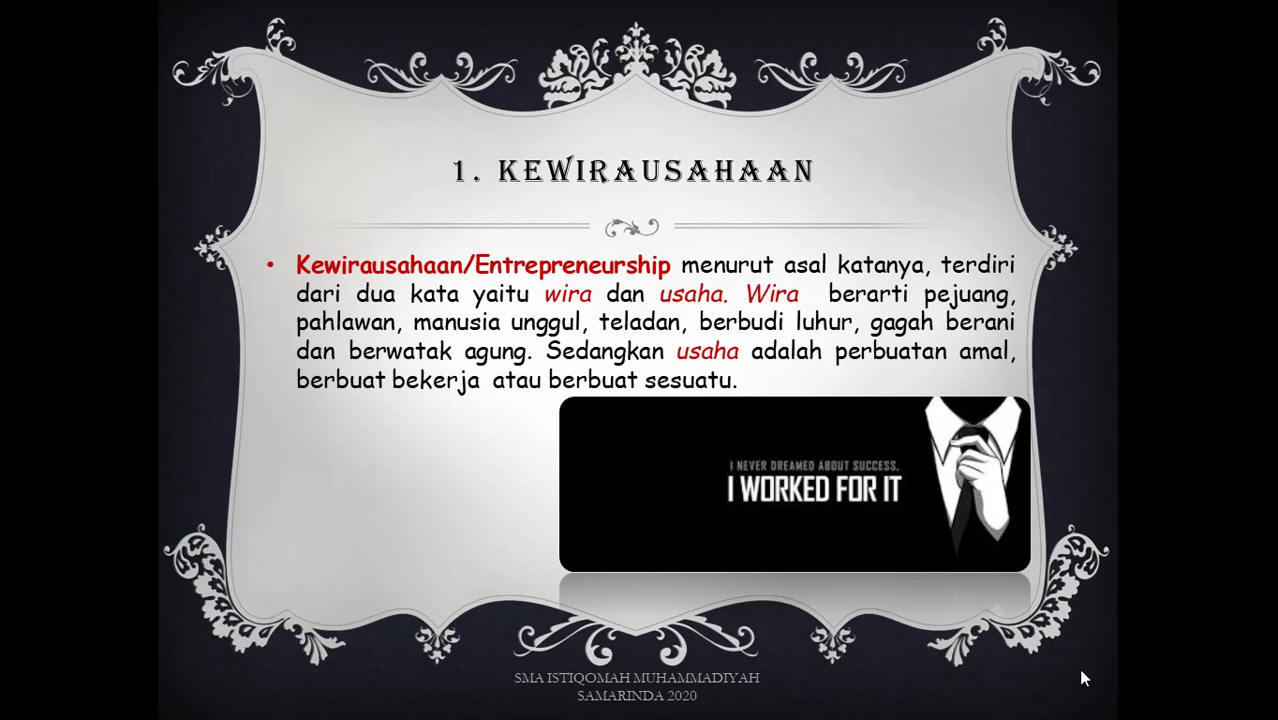 1. KEWIRAUSAHAAN
• Kewirausahaan/Entrepreneurship menurut asal katanya, terdiri
dari dua kata yaitu wira dan usaha. Wira berarti pejuang,
pahlawan, manusia unggul, teladan, berbudi luhur, gagah berani
dan berwatak agung. Sedangkan usaha adalah perbuatan amal,
berbuat bekerja atau berbuat sesuatu.
I NEVER DREAMED ABOUT SUCCESS.
I WORKED FOR IT
SMA ISTIQOMAH MUHAMMADIYAH
SAMARINDA 2020